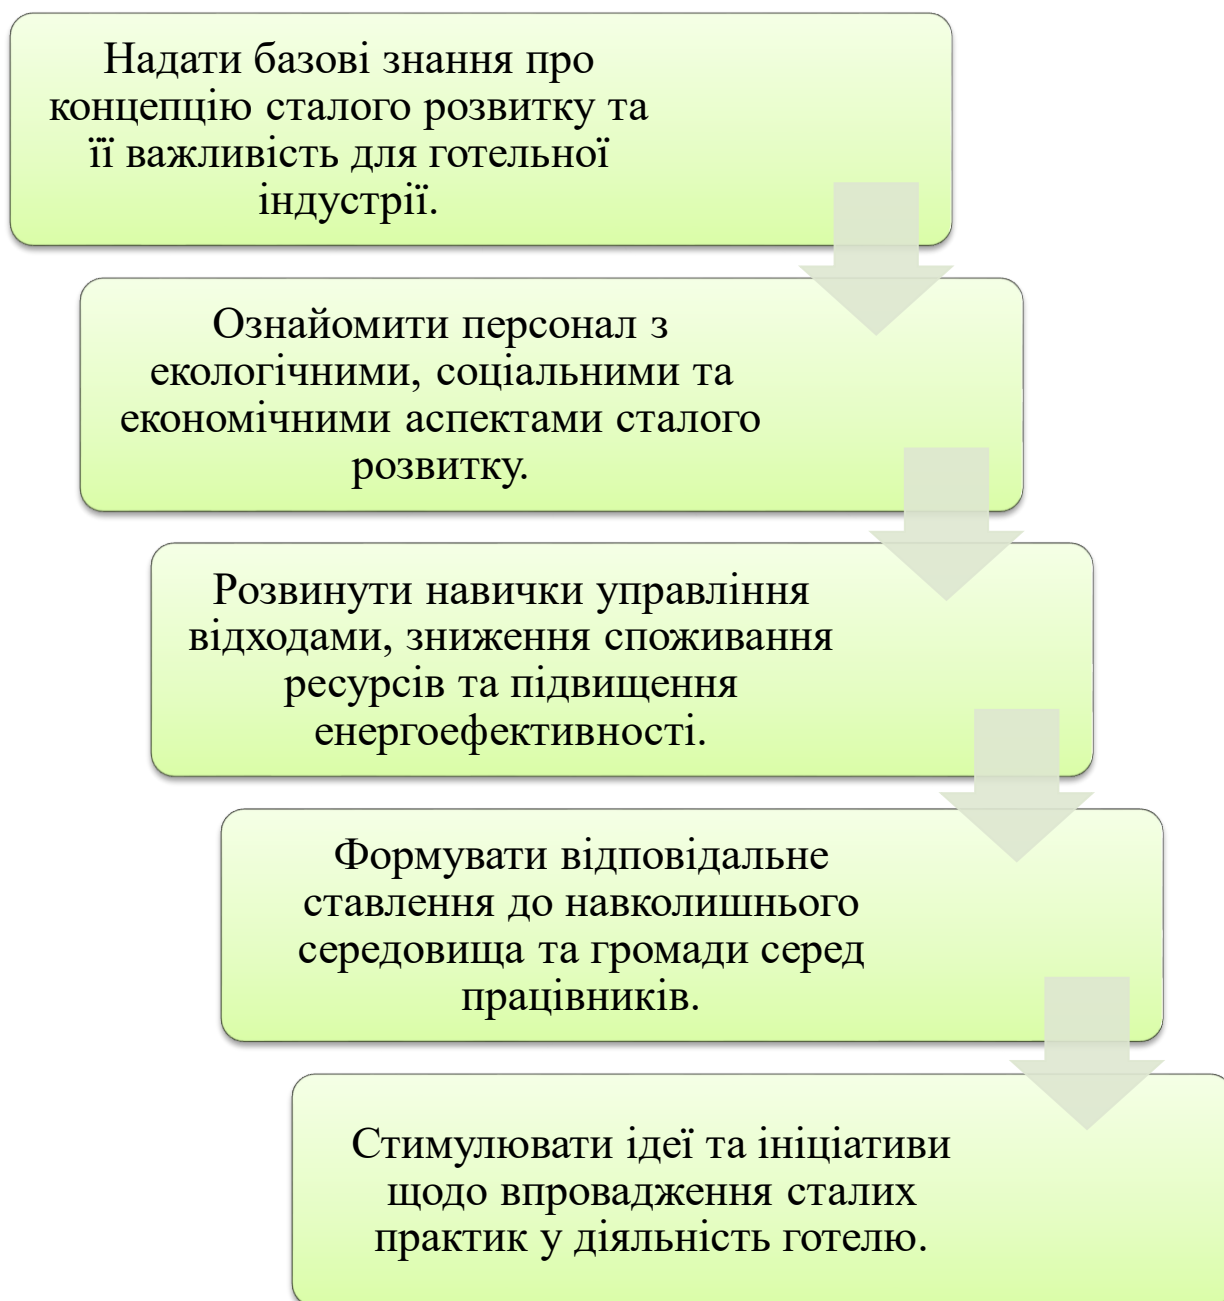 Надати базові знання про
концепцію сталого розвитку та
її важливість для готельної
індустрії.
Ознайомити персонал з
екологічними, соціальними та
економічними аспектами сталого
розвитку.
Розвинути навички управління
відходами, зниження споживання
ресурсів та підвищення
енергоефективності.
Формувати відповідальне
ставлення до навколишнього
середовища та громади серед
працівників.
Стимулювати ідеї та ініціативи
щодо впровадження сталих
практик у діяльність готелю.